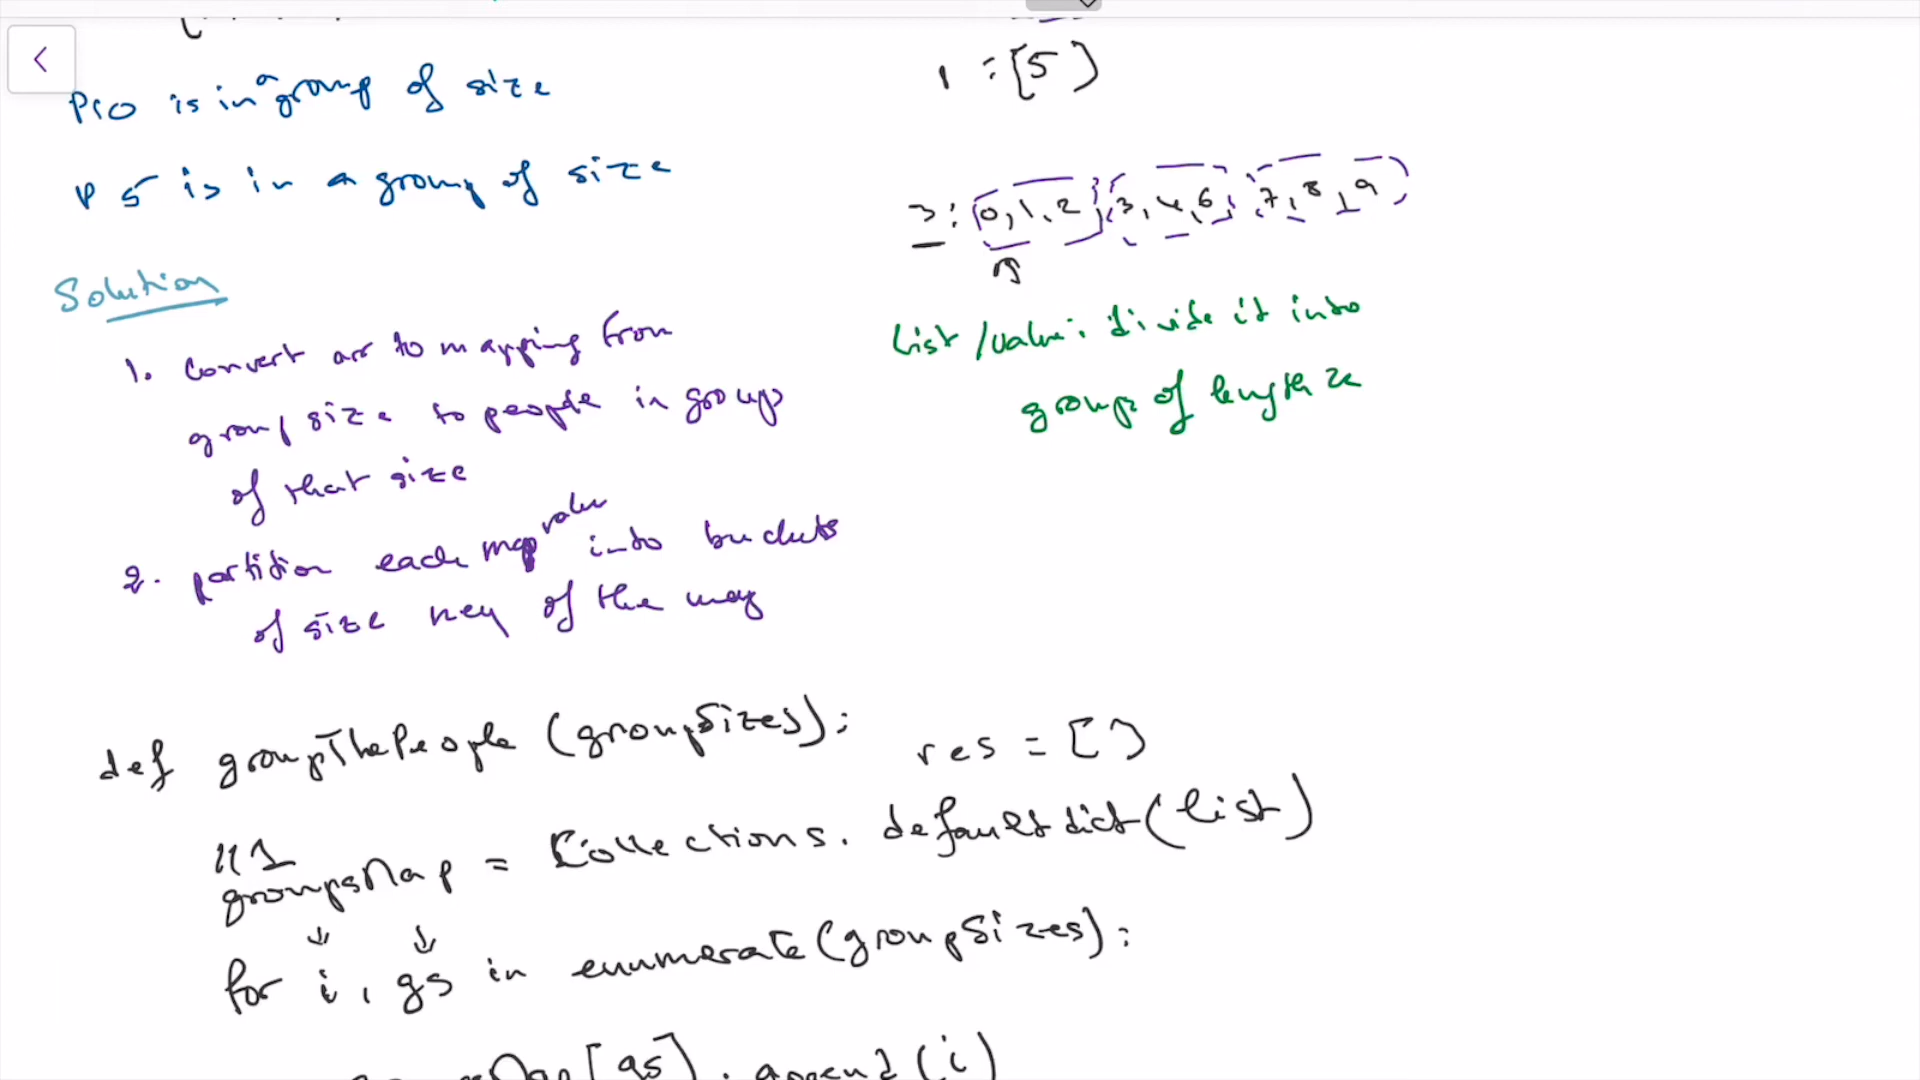 P10 is in a group of size
P 5 is in a group of size
Solution
1. Convert arr to mapping from
group size to people in group
of that size
2. partition each map value into buckets
of size key of the map
1 : [5]
3: 0, 1, 2 3, 4, 6 7, 8, 9
list / value: divide it into
group of length
def groupThePeople (groupSizes):
res = []
groupsMap = Collections. defaultdict(list)
for i, gs in enumerate(groupSizes):
[gs]. append(i)